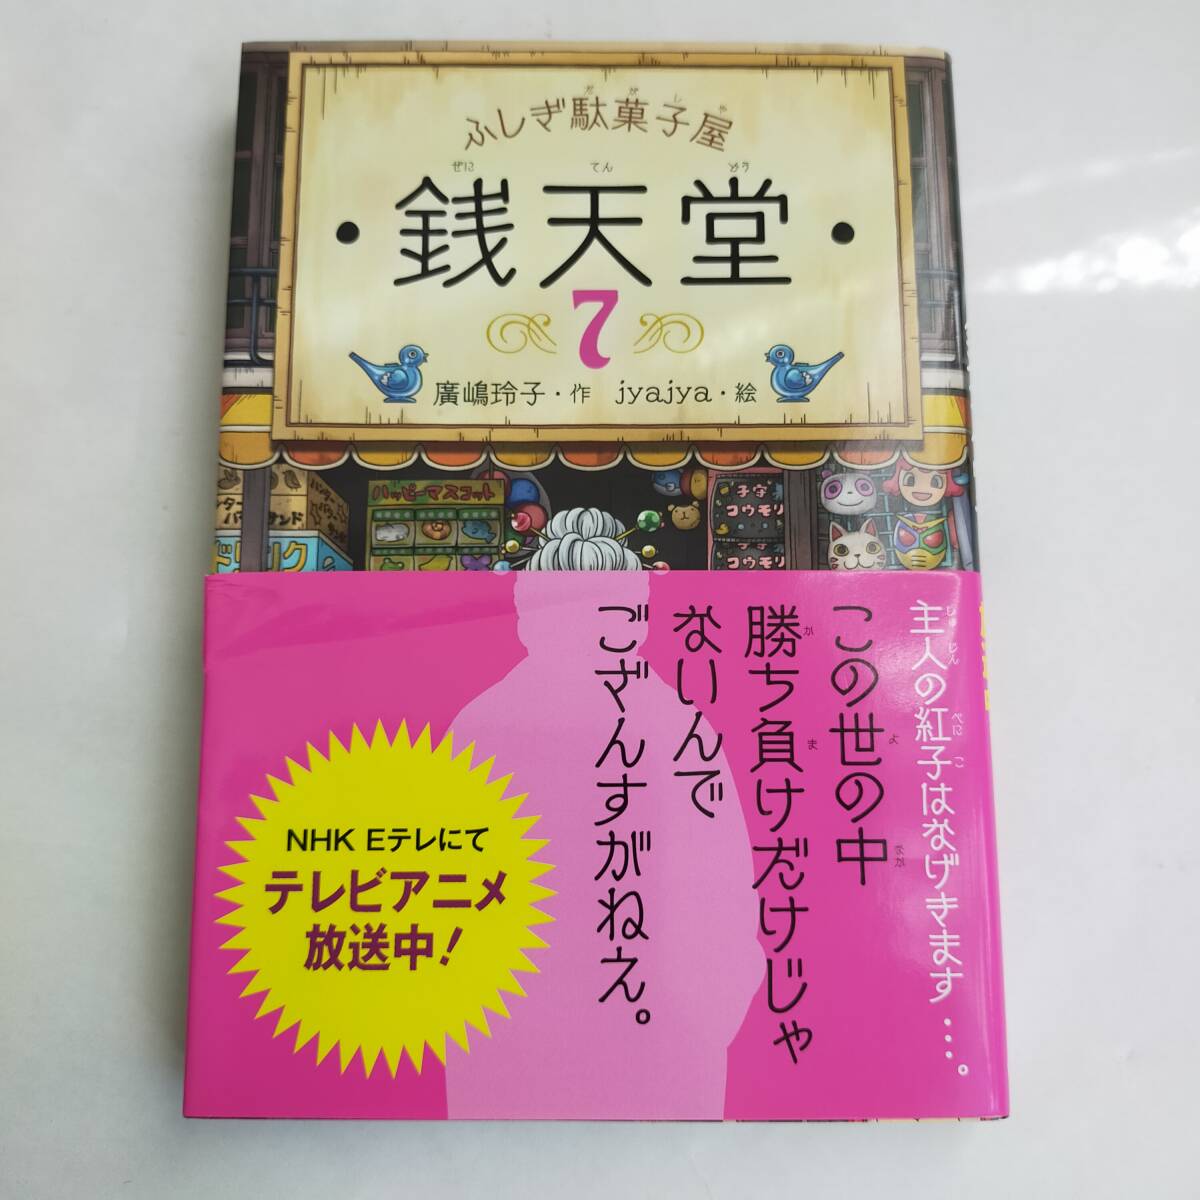 ふしぎ駄菓子屋
銭天堂
7
廣嶋玲子・作 jyajya・絵
ハッピーマスコット
子守
コウモリ
ドリンク
主人の紅子はなげきます‥‥。
この世の中
勝ち負けだけじゃ
ないんで
ござんすがねえ。
NHK Eテレにて
テレビアニメ
放送中！